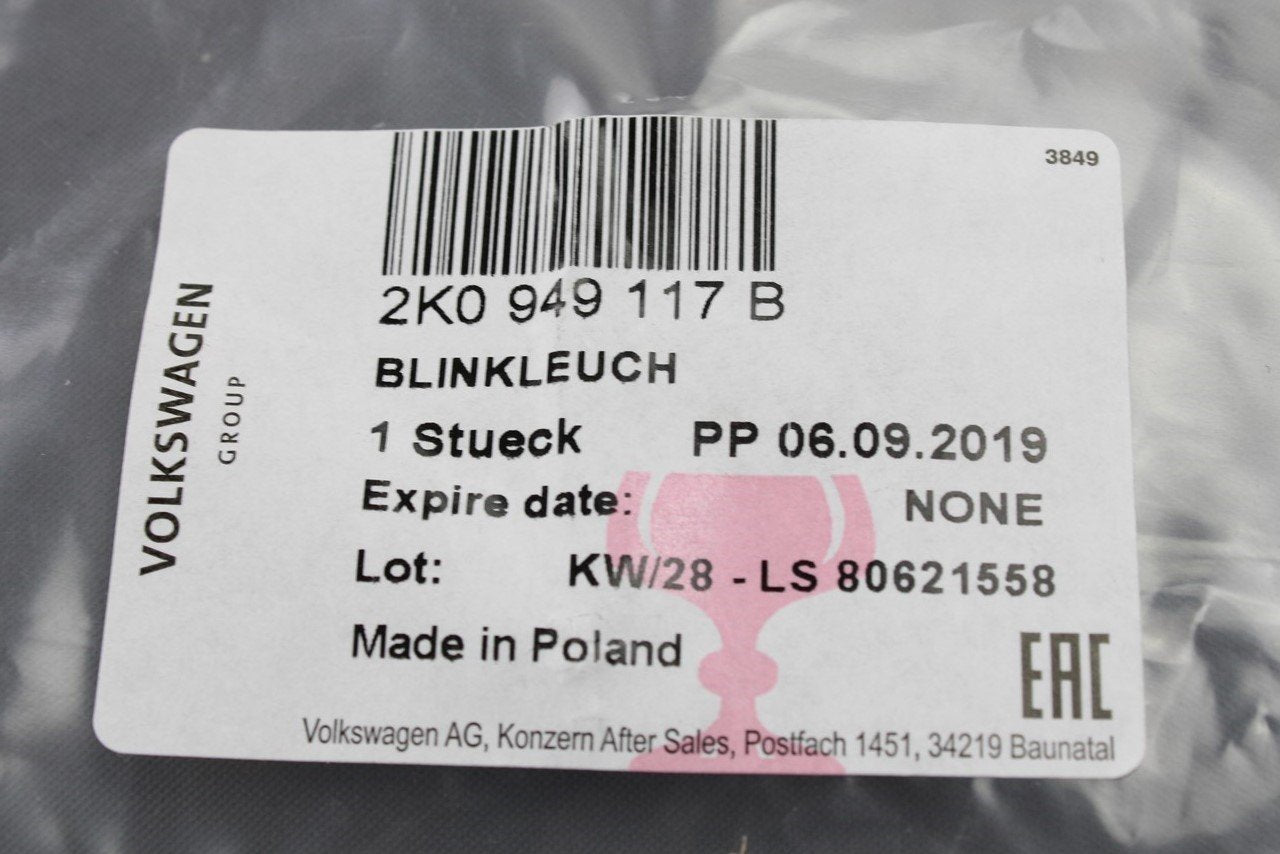 3849
VOLKSWAGEN
GROUP
2K0 949 117 B
BLINKLEUCH
1 Stueck PP 06.09.2019
Expire date: NONE
Lot: KW/28 - LS 80621558
Made in Poland
EAC
Volkswagen AG, Konzern After Sales, Postfach 1451, 34219 Baunatal